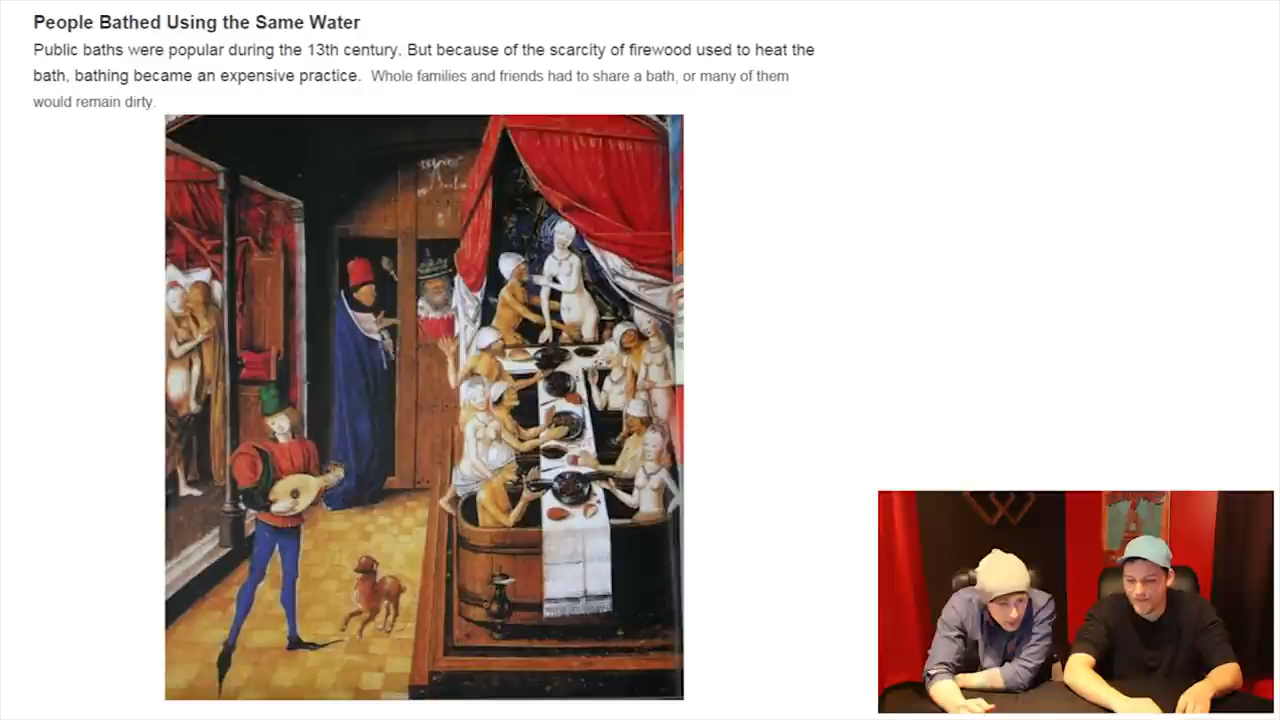 People Bathed Using the Same Water
Public baths were popular during the 13th century. But because of the scarcity of firewood used to heat the
bath, bathing became an expensive practice. Whole families and friends had to share a bath, or many of them
would remain dirty.